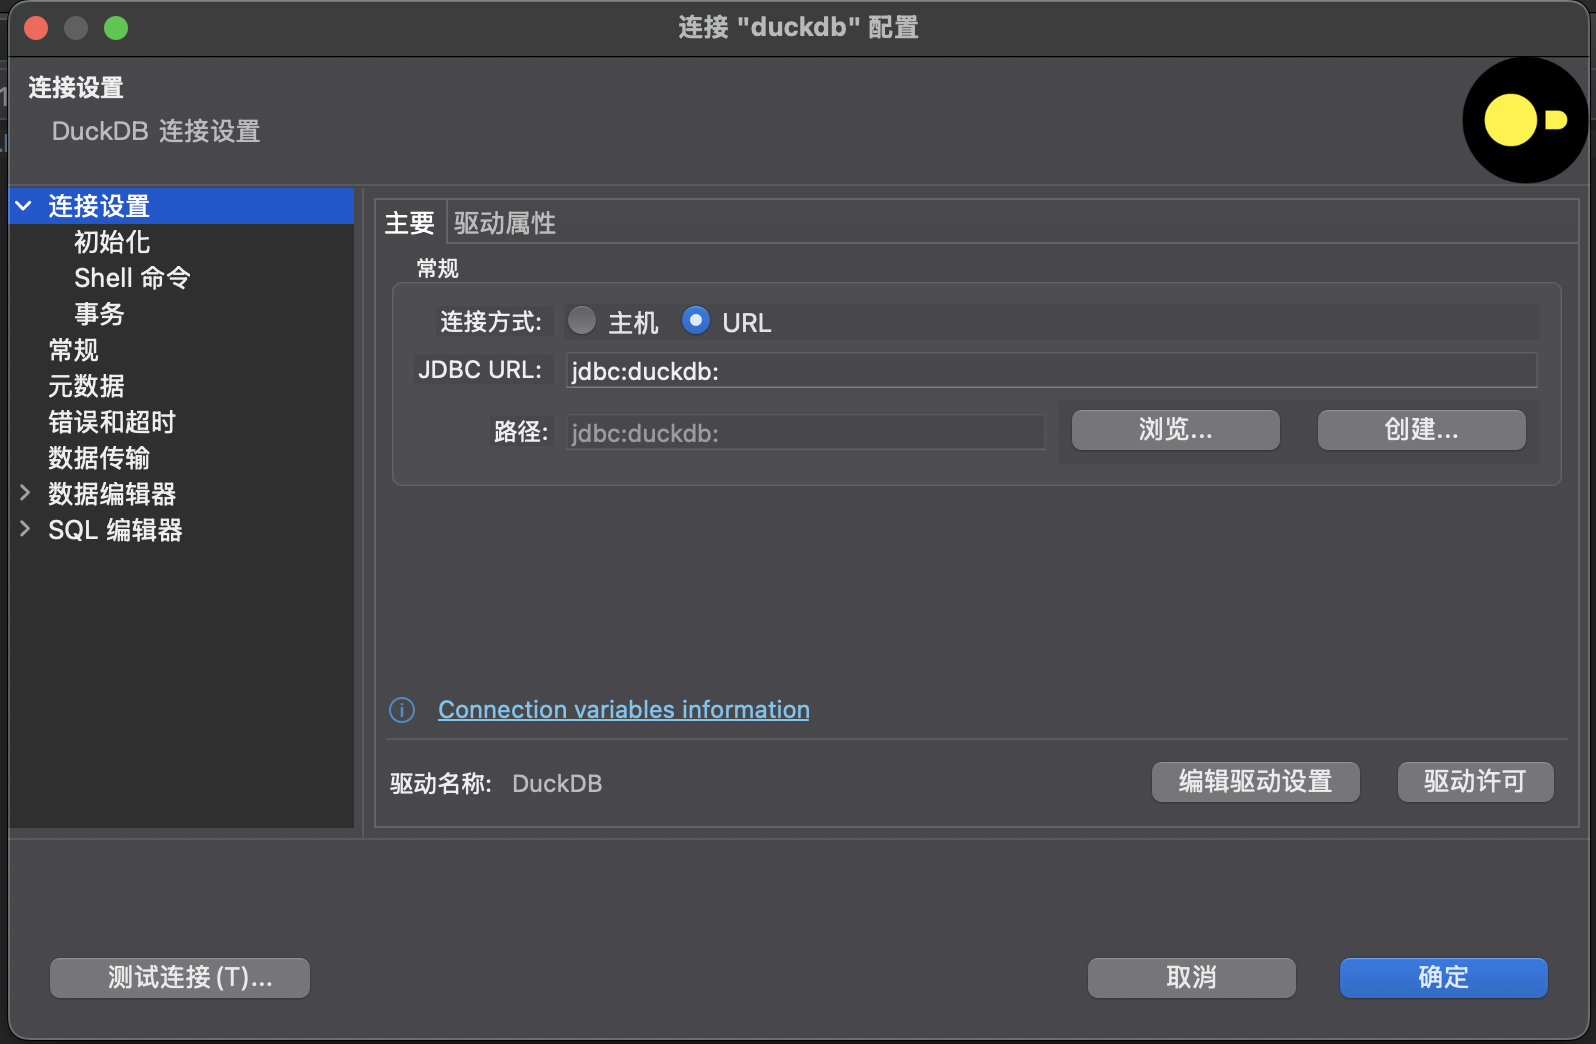 连接 "duckdb" 配置
连接设置
DuckDB 连接设置
连接设置
初始化
Shell 命令
事务
常规
元数据
错误和超时
数据传输
数据编辑器
SQL 编辑器
主要 驱动属性
常规
连接方式: 主机 URL
JDBC URL: jdbc:duckdb:
路径: jdbc:duckdb: 浏览... 创建...
Connection variables information
驱动名称: DuckDB 编辑驱动设置 驱动许可
测试连接(T)... 取消 确定